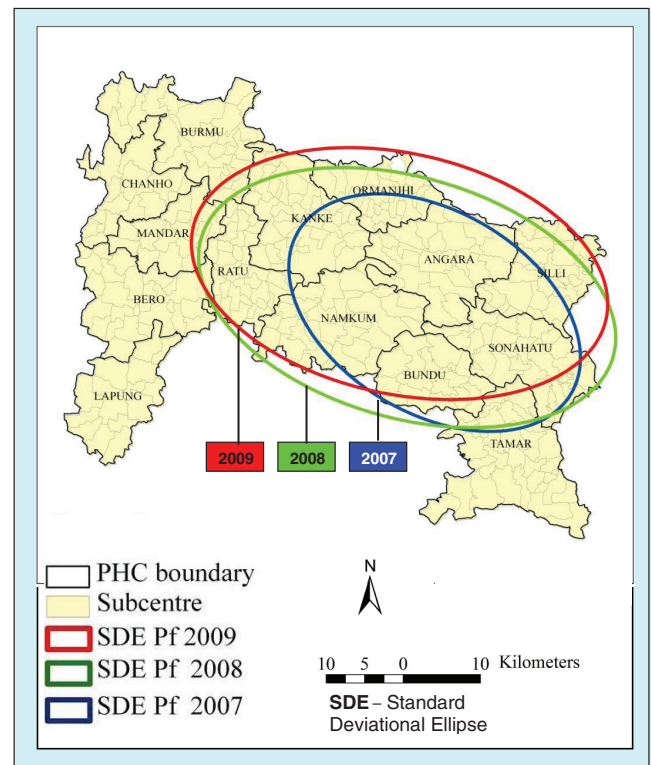 BURMU
CHANHO
ORMANJHI
KANKE
MANDAR
ANGARA
RATU
SILLI
BERO
NAMKUM
SONAHATU
BUNDU
LAPUNG
TAMAR
2009 2008 2007
PHC boundary
Subcentre
SDE Pf 2009
SDE Pf 2008
SDE Pf 2007
N
10 5 0 10 Kilometers
SDE – Standard
Deviational Ellipse